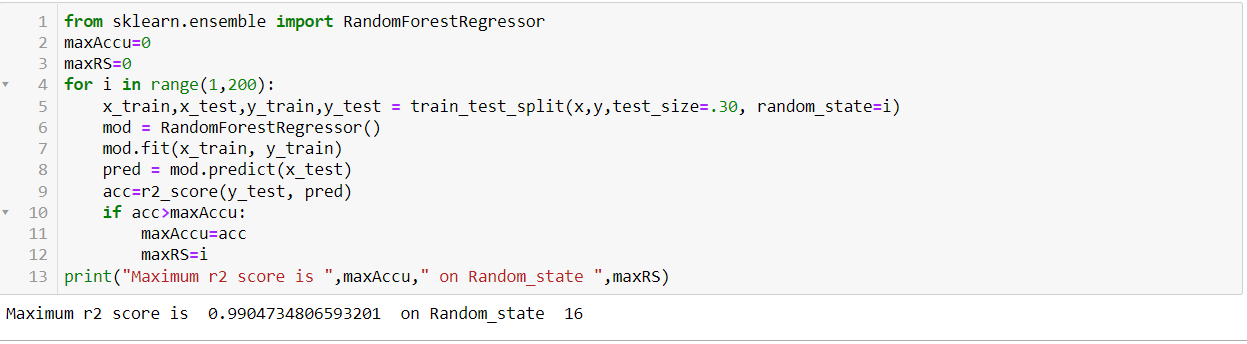 1 from sklearn.ensemble import RandomForestRegressor
2 maxAccu=0
3 maxRS=0
4 for i in range(1,200):
5     x_train,x_test,y_train,y_test = train_test_split(x,y,test_size=.30, random_state=i)
6     mod = RandomForestRegressor()
7     mod.fit(x_train, y_train)
8     pred = mod.predict(x_test)
9     acc=r2_score(y_test, pred)
10     if acc>maxAccu:
11         maxAccu=acc
12         maxRS=i
13 print("Maximum r2 score is ",maxAccu," on Random_state ",maxRS)
Maximum r2 score is  0.9904734806593201  on Random_state  16